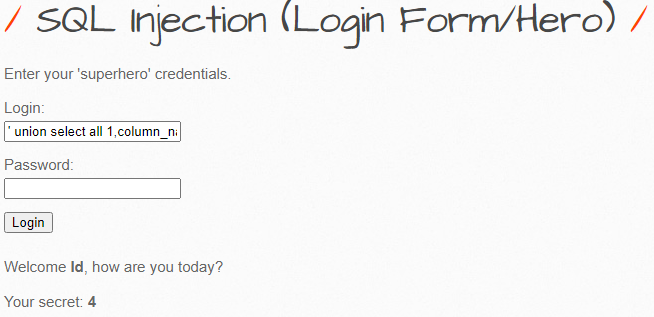 / SQL Injection (Login Form/Hero) /
Enter your 'superhero' credentials.
Login:
' union select all 1,column_na
Password:
Login
Welcome Id, how are you today?
Your secret: 4